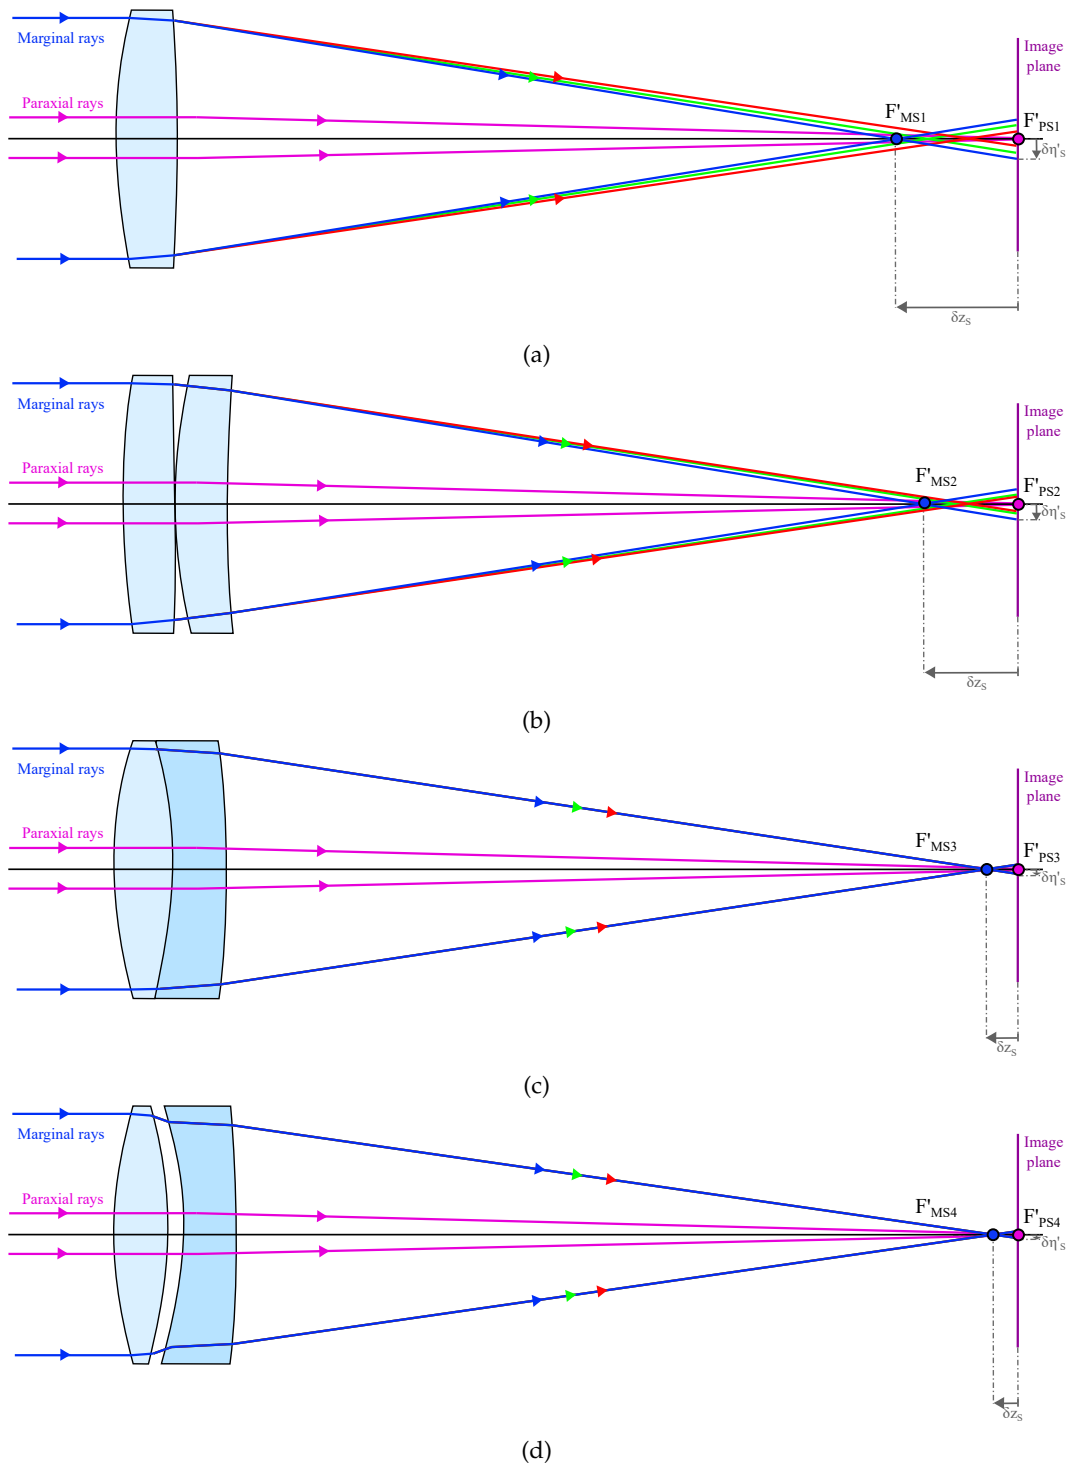 Marginal rays
Image
plane
Paraxial rays
F'MS1
F'PS1
δη's
δzs
(a)
Marginal rays
Image
plane
Paraxial rays
F'MS2
F'PS2
δη's
δzs
(b)
Marginal rays
Image
plane
Paraxial rays
F'MS3
F'PS3
δη's
δzs
(c)
Marginal rays
Image
plane
Paraxial rays
F'MS4
F'PS4
δη's
δzs
(d)